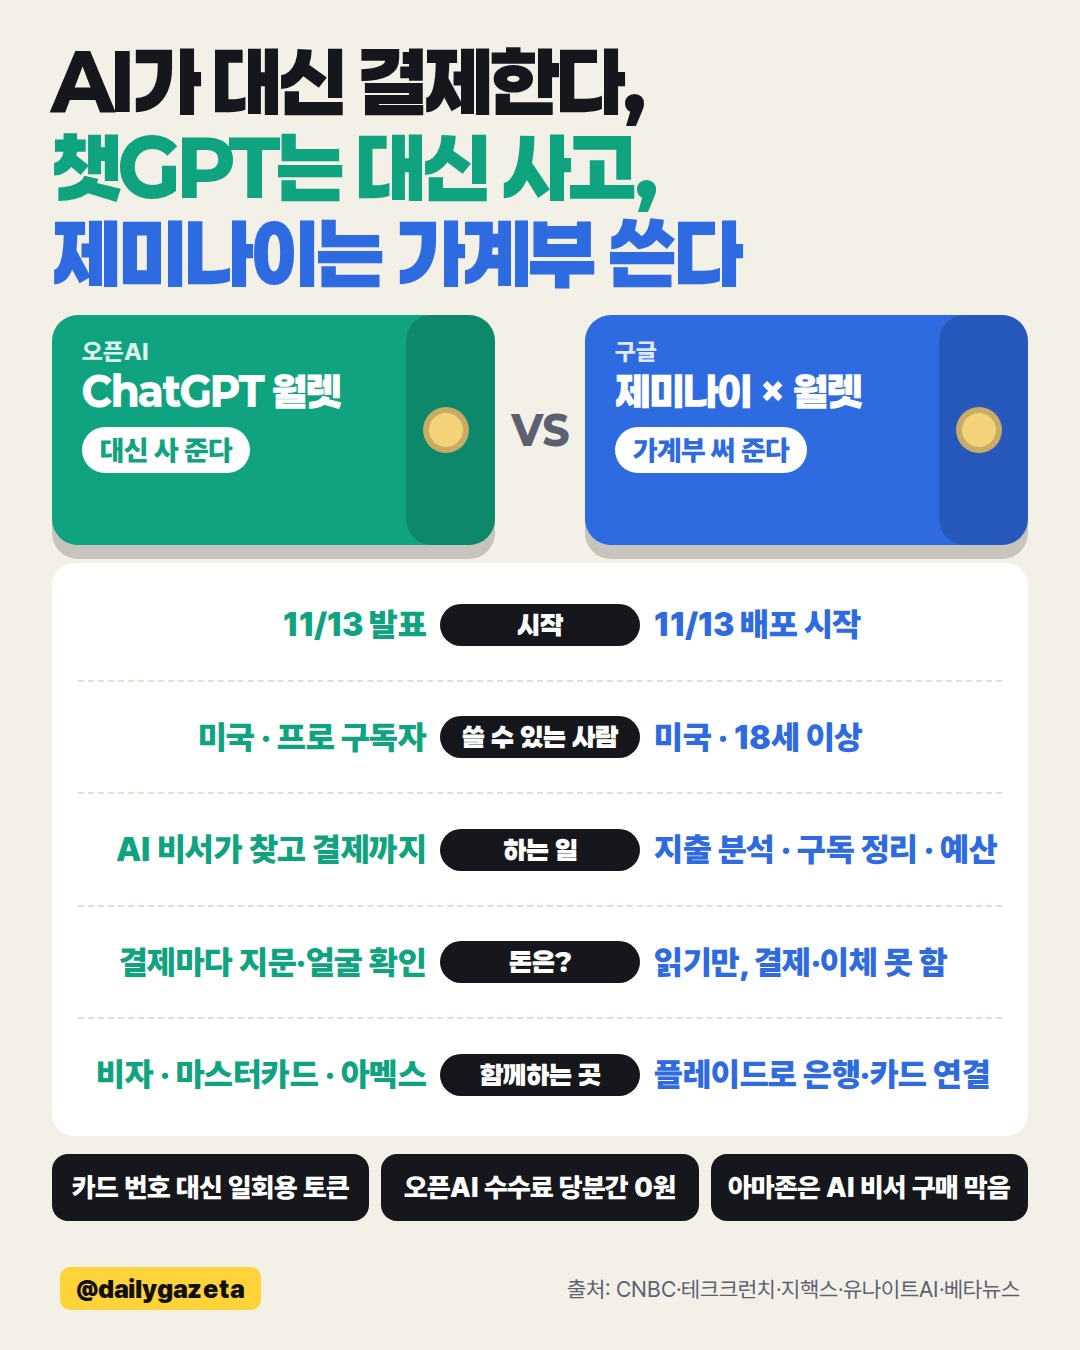 AI가 대신 결제한다,
챗GPT는 대신 사고,
제미나이는 가계부 쓴다
오픈AI
ChatGPT 월렛
대신 사 준다
VS
구글
제미나이 × 월렛
가계부 써 준다
11/13 발표 시작 11/13 배포 시작
미국 · 프로 구독자 쓸 수 있는 사람 미국 · 18세 이상
AI 비서가 찾고 결제까지 하는 일 지출 분석 · 구독 정리 · 예산
결제마다 지문·얼굴 확인 돈은? 읽기만, 결제·이체 못 함
비자 · 마스터카드 · 아멕스 함께하는 곳 플레이드로 은행·카드 연결
카드 번호 대신 일회용 토큰
오픈AI 수수료 당분간 0원
아마존은 AI 비서 구매 막음
@dailygazeta
출처: CNBC·테크크런치·지핵스·유나이트AI·베타뉴스